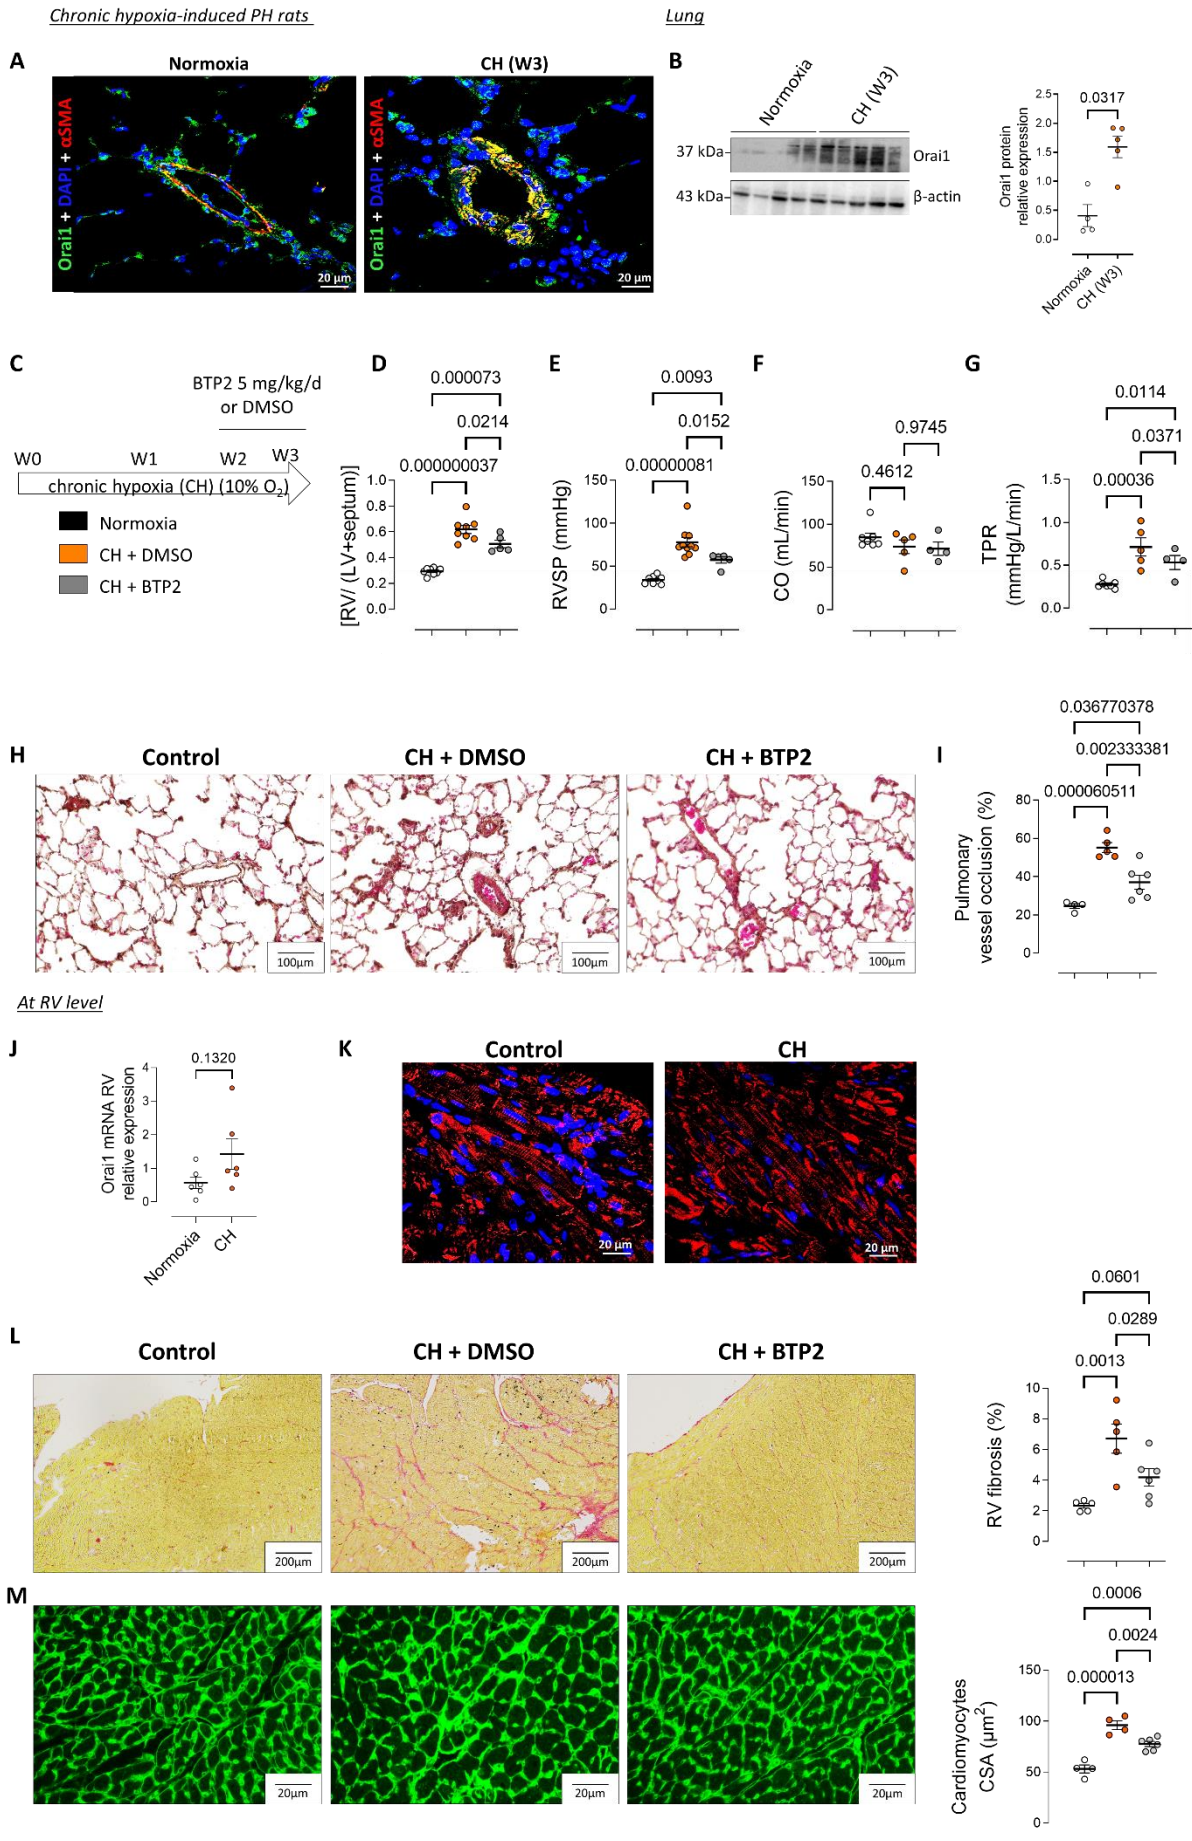 Chronic hypoxia-induced PH rats
Lung
A
Normoxia
CH (W3)
Orai1 + DAPI + αSMA
Orai1 + DAPI + αSMA
20 µm
20 µm
B
Normoxia
CH (W3)
37 kDa
Orai1
43 kDa
β-actin
Orai1 protein
relative expression
2.5
2.0
1.5
1.0
0.5
0.0
0.0317
Normoxia
CH (W3)
C
BTP2 5 mg/kg/d
or DMSO
W0
W1
W2
W3
chronic hypoxia (CH) (10% O2)
Normoxia
CH + DMSO
CH + BTP2
D
0.000073
0.0214
0.000000037
[RV/ (LV+septum)]
1.0
0.8
0.6
0.4
0.2
0.0
E
0.0093
0.0152
0.00000081
RVSP (mmHg)
150
100
50
0
F
0.9745
0.4612
CO (mL/min)
150
100
50
0
G
0.0114
0.0371
0.00036
TPR
(mmHg/L/min)
1.5
1.0
0.5
0.0
H
Control
CH + DMSO
CH + BTP2
100µm
100µm
100µm
I
0.036770378
0.002333381
0.000060511
Pulmonary
vessel occlusion (%)
80
60
40
20
0
At RV level
J
0.1320
Orai1 mRNA RV
relative expression
4
3
2
1
0
Normoxia
CH
K
Control
CH
20 µm
20 µm
L
Control
CH + DMSO
CH + BTP2
200µm
200µm
200µm
0.0601
0.0289
0.0013
RV fibrosis (%)
10
8
6
4
2
0
M
20µm
20µm
20µm
0.0006
0.0024
0.000013
Cardiomyocytes
CSA (µm²)
150
100
50
0